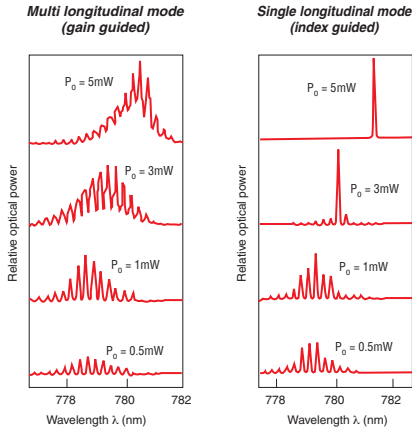 Multi longitudinal mode
(gain guided)
Relative optical power
P₀ = 5mW
P₀ = 3mW
P₀ = 1mW
P₀ = 0.5mW
778 780 782
Wavelength λ (nm)
Single longitudinal mode
(index guided)
Relative optical power
P₀ = 5mW
P₀ = 3mW
P₀ = 1mW
P₀ = 0.5mW
778 780 782
Wavelength λ (nm)